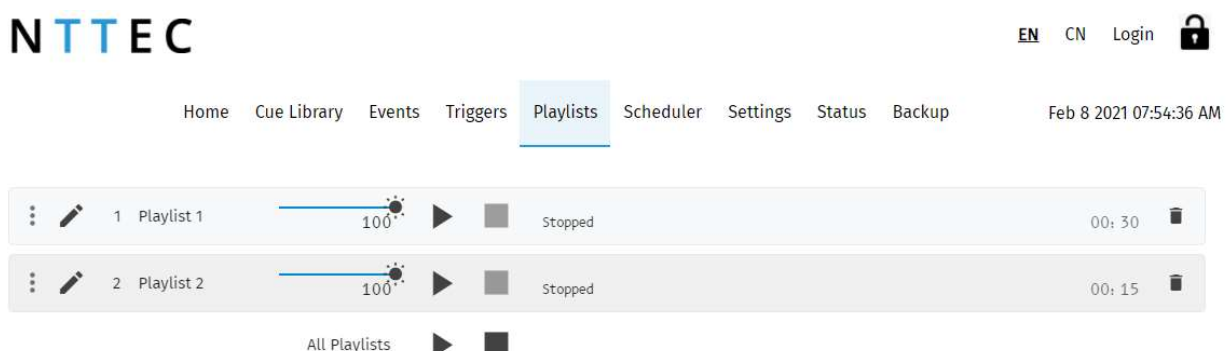 NTTEC
EN CN Login
Home Cue Library Events Triggers Playlists Scheduler Settings Status Backup Feb 8 2021 07:54:36 AM
1 Playlist 1 100 Stopped 00: 30
2 Playlist 2 100 Stopped 00: 15
All Playlists